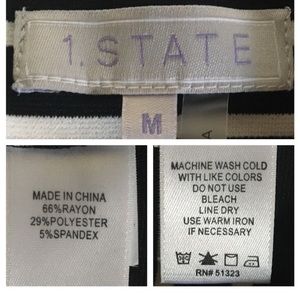 1.STATE
M
A
MADE IN CHINA
66%RAYON
29%POLYESTER
5%SPANDEX
MACHINE WASH COLD
WITH LIKE COLORS
DO NOT USE
BLEACH
LINE DRY
USE WARM IRON
IF NECESSARY
RN# 51323